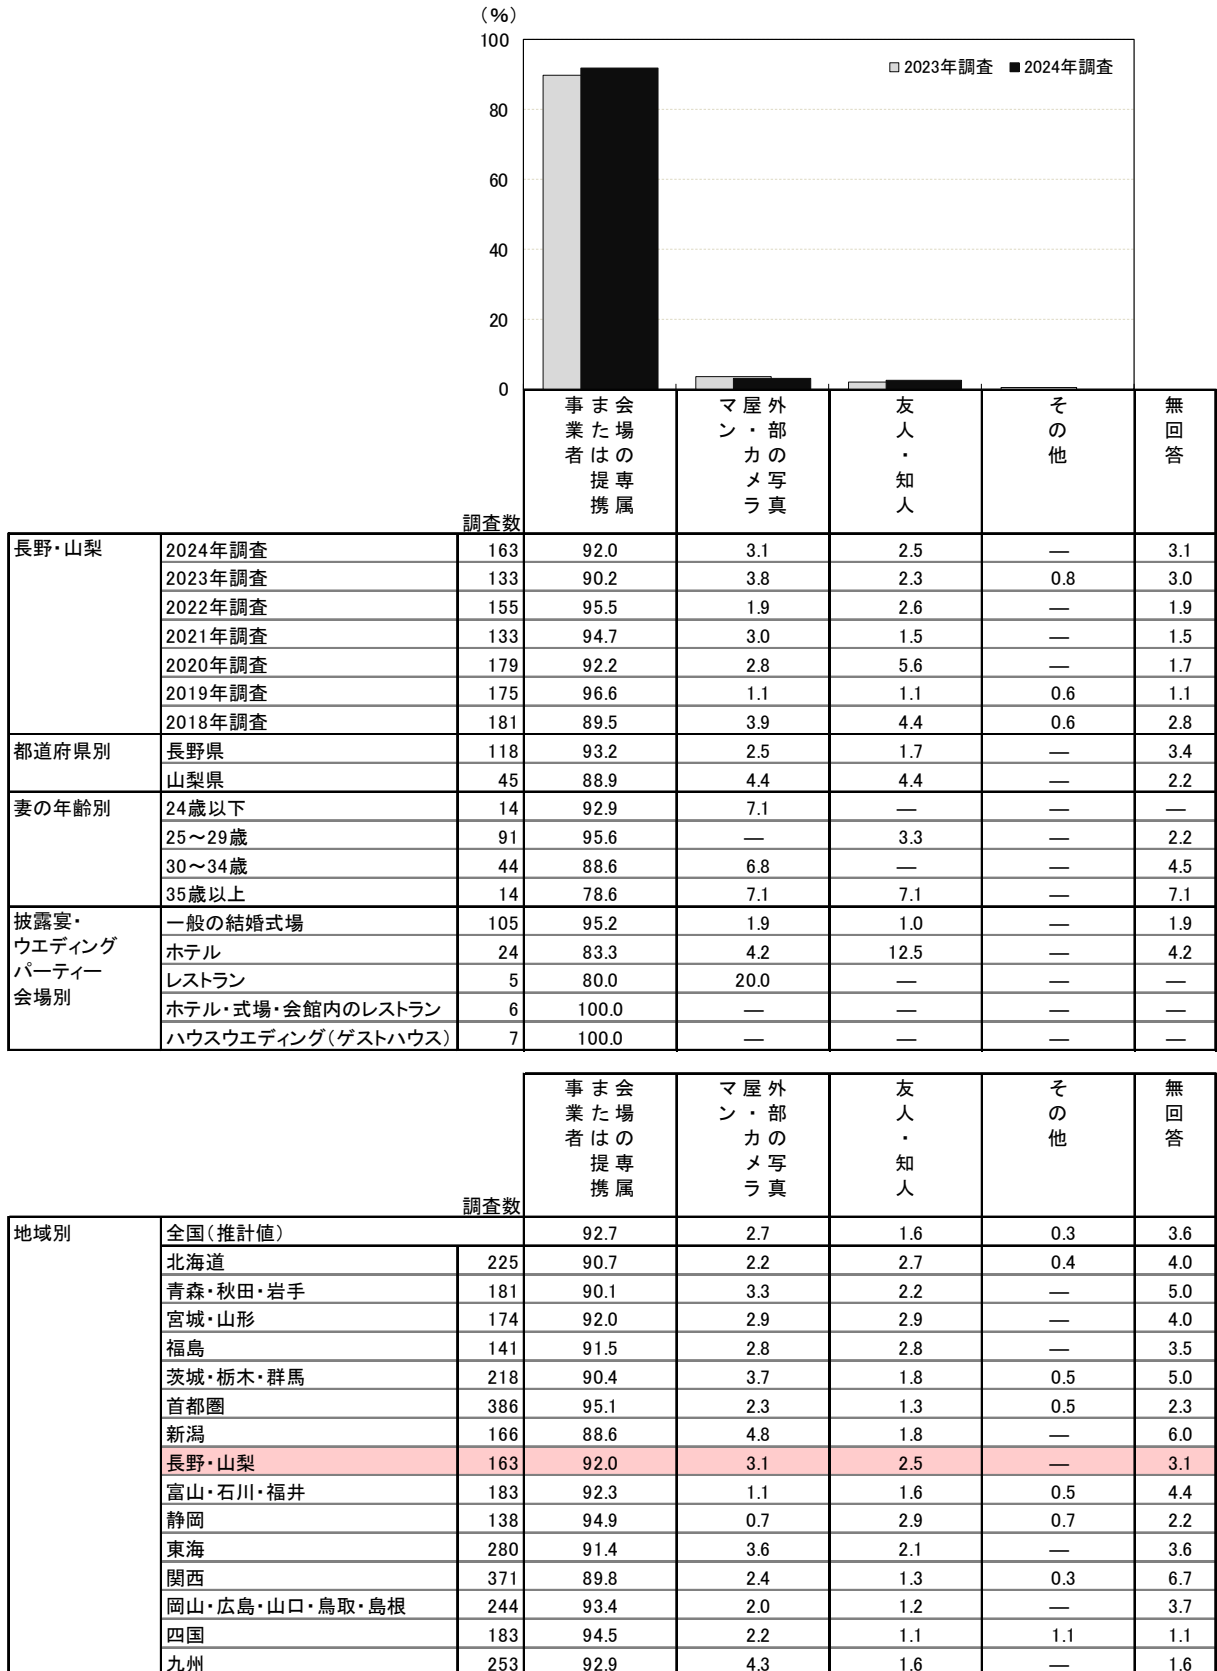 (％)
100
□ 2023年調査 ■ 2024年調査
80
60
40
20
0
会場の専属または提携事業者 外部の写真屋・カメラマン 友人・知人 その他 無回答
調査数
長野・山梨 2024年調査 163 92.0 3.1 2.5 — 3.1
2023年調査 133 90.2 3.8 2.3 0.8 3.0
2022年調査 155 95.5 1.9 2.6 — 1.9
2021年調査 133 94.7 3.0 1.5 — 1.5
2020年調査 179 92.2 2.8 5.6 — 1.7
2019年調査 175 96.6 1.1 1.1 0.6 1.1
2018年調査 181 89.5 3.9 4.4 0.6 2.8
都道府県別 長野県 118 93.2 2.5 1.7 — 3.4
山梨県 45 88.9 4.4 4.4 — 2.2
妻の年齢別 24歳以下 14 92.9 7.1 — — —
25～29歳 91 95.6 — 3.3 — 2.2
30～34歳 44 88.6 6.8 — — 4.5
35歳以上 14 78.6 7.1 7.1 — 7.1
披露宴・ウエディングパーティー会場別 一般の結婚式場 105 95.2 1.9 1.0 — 1.9
ホテル 24 83.3 4.2 12.5 — 4.2
レストラン 5 80.0 20.0 — — —
ホテル・式場・会館内のレストラン 6 100.0 — — — —
ハウスウエディング（ゲストハウス） 7 100.0 — — — —
会場の専属または提携事業者 外部の写真屋・カメラマン 友人・知人 その他 無回答
調査数
地域別 全国（推計値） 92.7 2.7 1.6 0.3 3.6
北海道 225 90.7 2.2 2.7 0.4 4.0
青森・秋田・岩手 181 90.1 3.3 2.2 — 5.0
宮城・山形 174 92.0 2.9 2.9 — 4.0
福島 141 91.5 2.8 2.8 — 3.5
茨城・栃木・群馬 218 90.4 3.7 1.8 0.5 5.0
首都圏 386 95.1 2.3 1.3 0.5 2.3
新潟 166 88.6 4.8 1.8 — 6.0
長野・山梨 163 92.0 3.1 2.5 — 3.1
富山・石川・福井 183 92.3 1.1 1.6 0.5 4.4
静岡 138 94.9 0.7 2.9 0.7 2.2
東海 280 91.4 3.6 2.1 — 3.6
関西 371 89.8 2.4 1.3 0.3 6.7
岡山・広島・山口・鳥取・島根 244 93.4 2.0 1.2 — 3.7
四国 183 94.5 2.2 1.1 1.1 1.1
九州 253 92.9 4.3 1.6 — 1.6